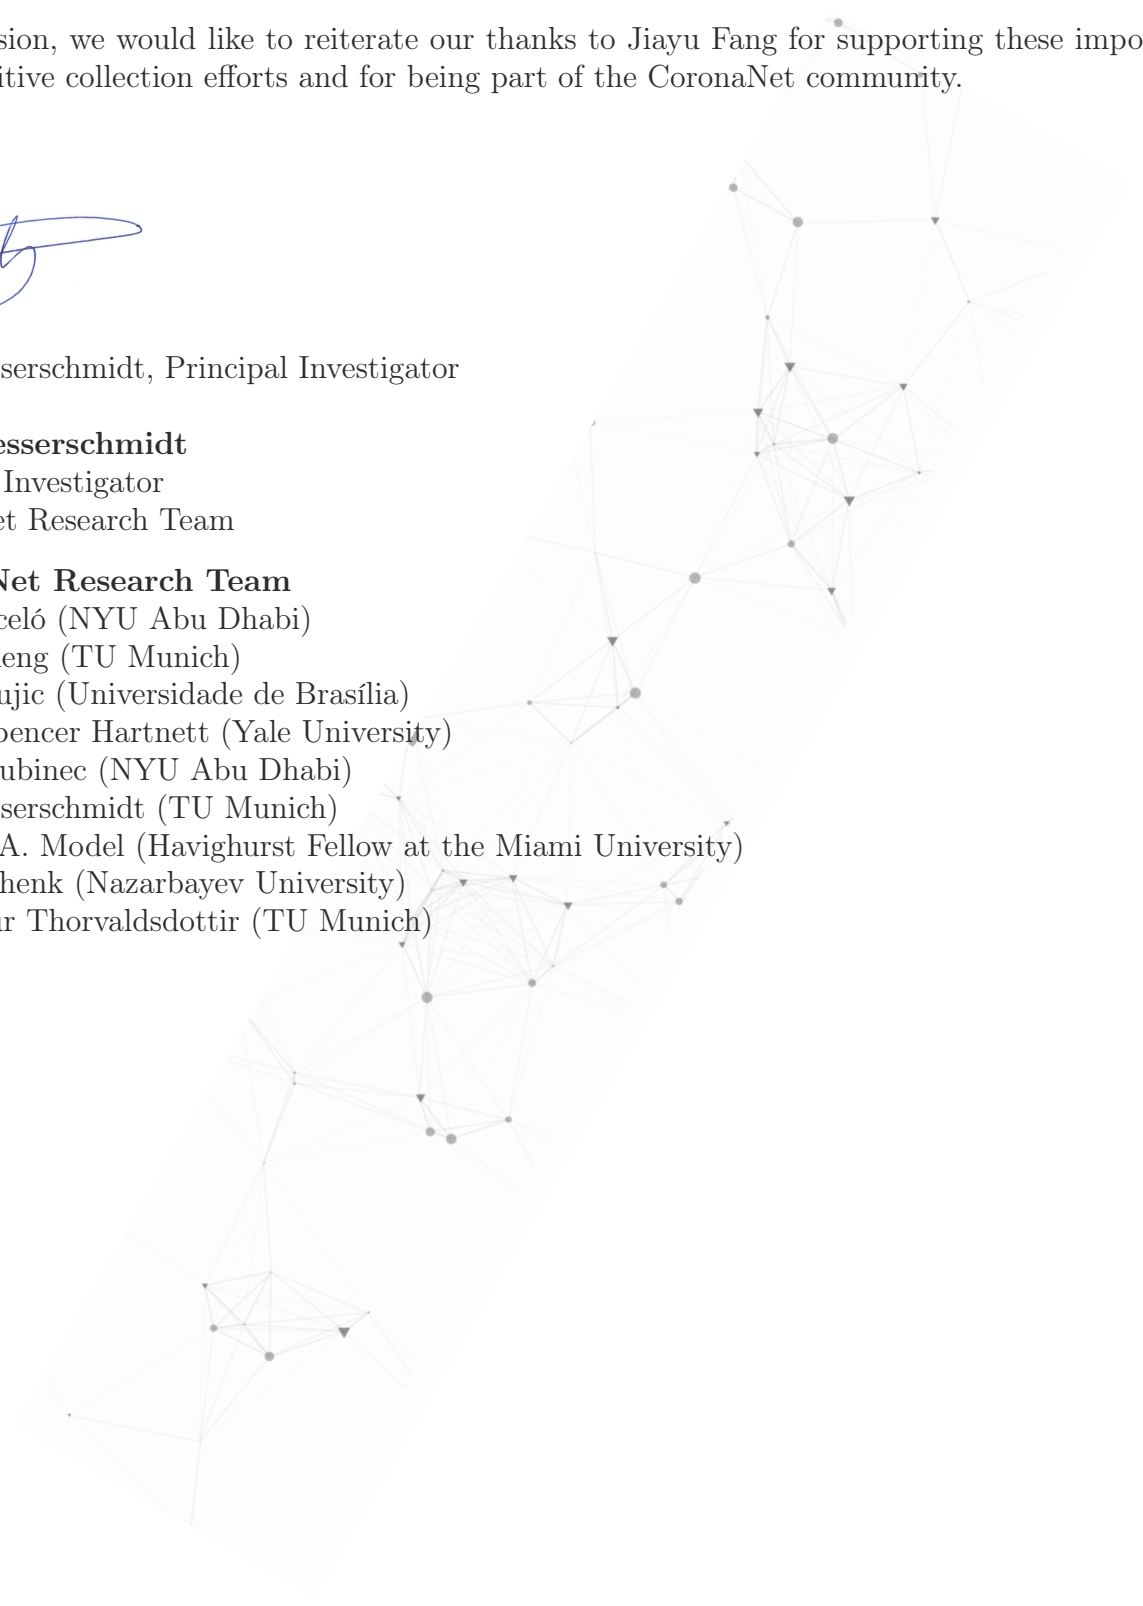 sion, we would like to reiterate our thanks to Jiayu Fang for supporting these impo
itive collection efforts and for being part of the CoronaNet community.
serschmidt, Principal Investigator
esserschmidt
Investigator
et Research Team
Net Research Team
celó (NYU Abu Dhabi)
eng (TU Munich)
ujic (Universidade de Brasília)
pencer Hartnett (Yale University)
ubinec (NYU Abu Dhabi)
serschmidt (TU Munich)
A. Model (Havighurst Fellow at the Miami University)
henk (Nazarbayev University)
ur Thorvaldsdottir (TU Munich)